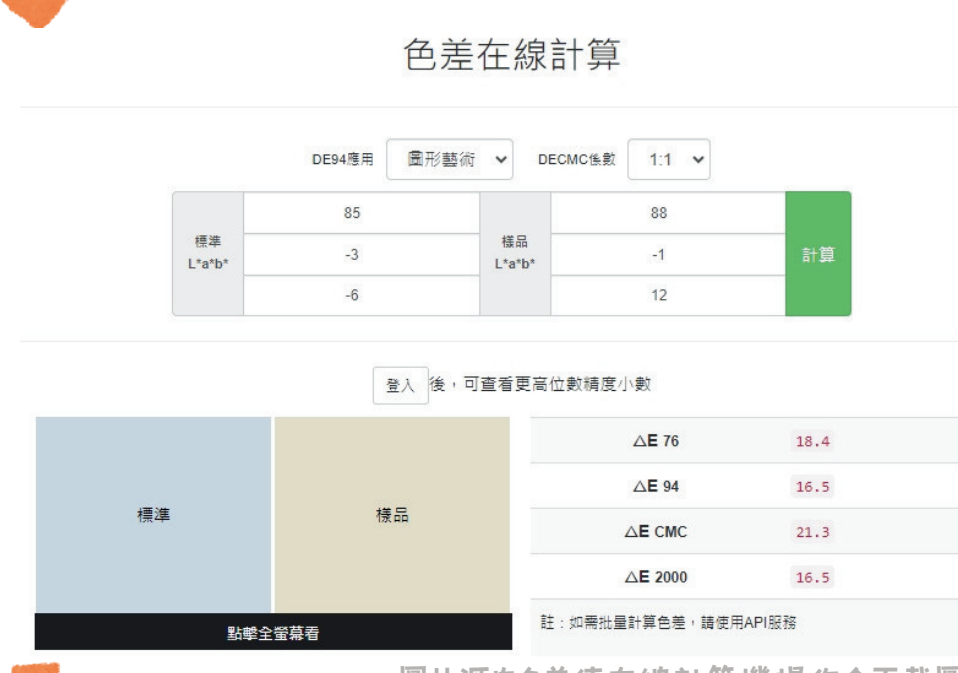 色差在線計算
DE94應用 圖形藝術 DECMC係數 1:1
標準 L*a*b* 85 -3 -6 樣品 L*a*b* 88 -1 12 計算
登入 後，可查看更高位數精度小數
標準 樣品
點擊全螢幕看
△E 76 18.4
△E 94 16.5
△E CMC 21.3
△E 2000 16.5
註：如需批量計算色差，請使用API服務